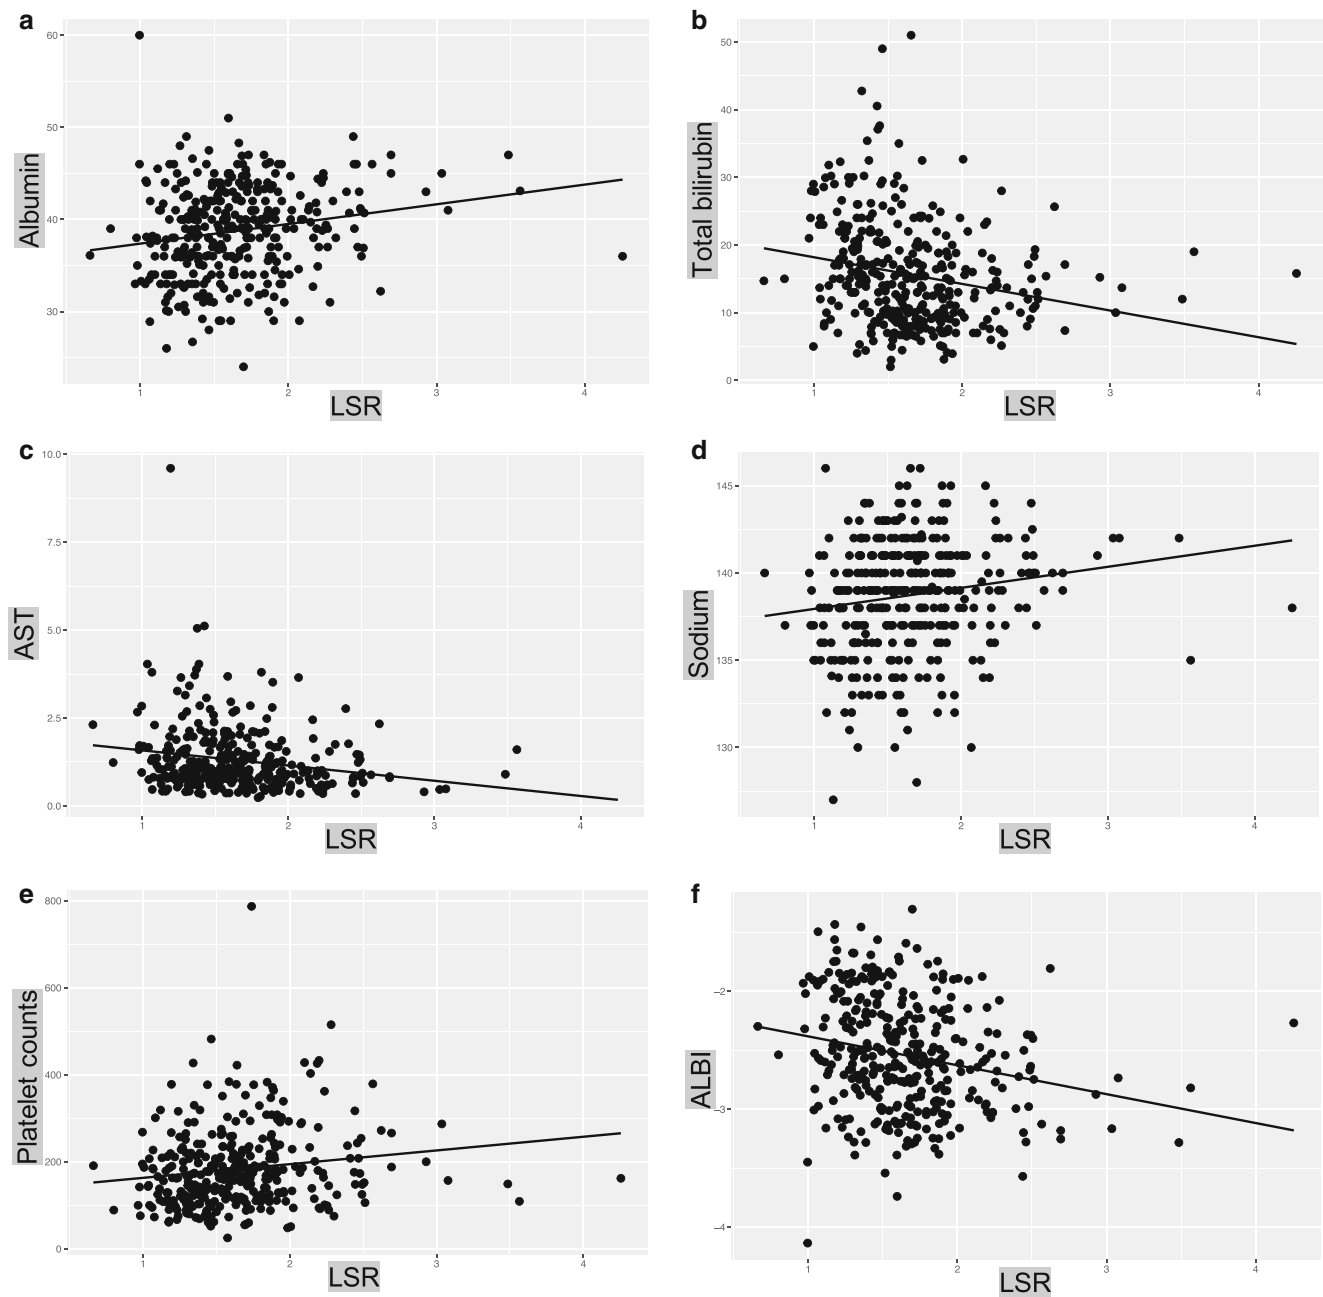 a
60
50
40
30
Albumin
1 2 3 4
LSR
b
50
40
30
20
10
0
Total bilirubin
1 2 3 4
LSR
c
10.0
7.5
5.0
2.5
0.0
AST
1 2 3 4
LSR
d
145
140
135
130
Sodium
1 2 3 4
LSR
e
800
600
400
200
0
Platelet counts
1 2 3 4
LSR
f
−2
−3
−4
ALBI
1 2 3 4
LSR